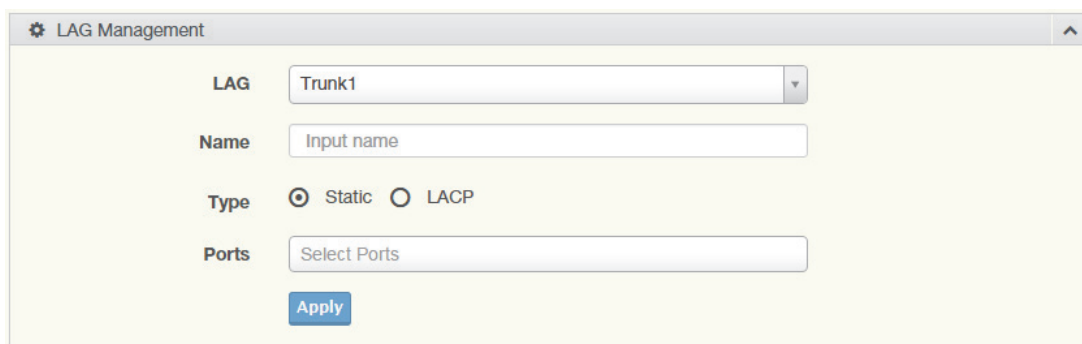 LAG Management
LAG Trunk1
Name Input name
Type Static LACP
Ports Select Ports
Apply